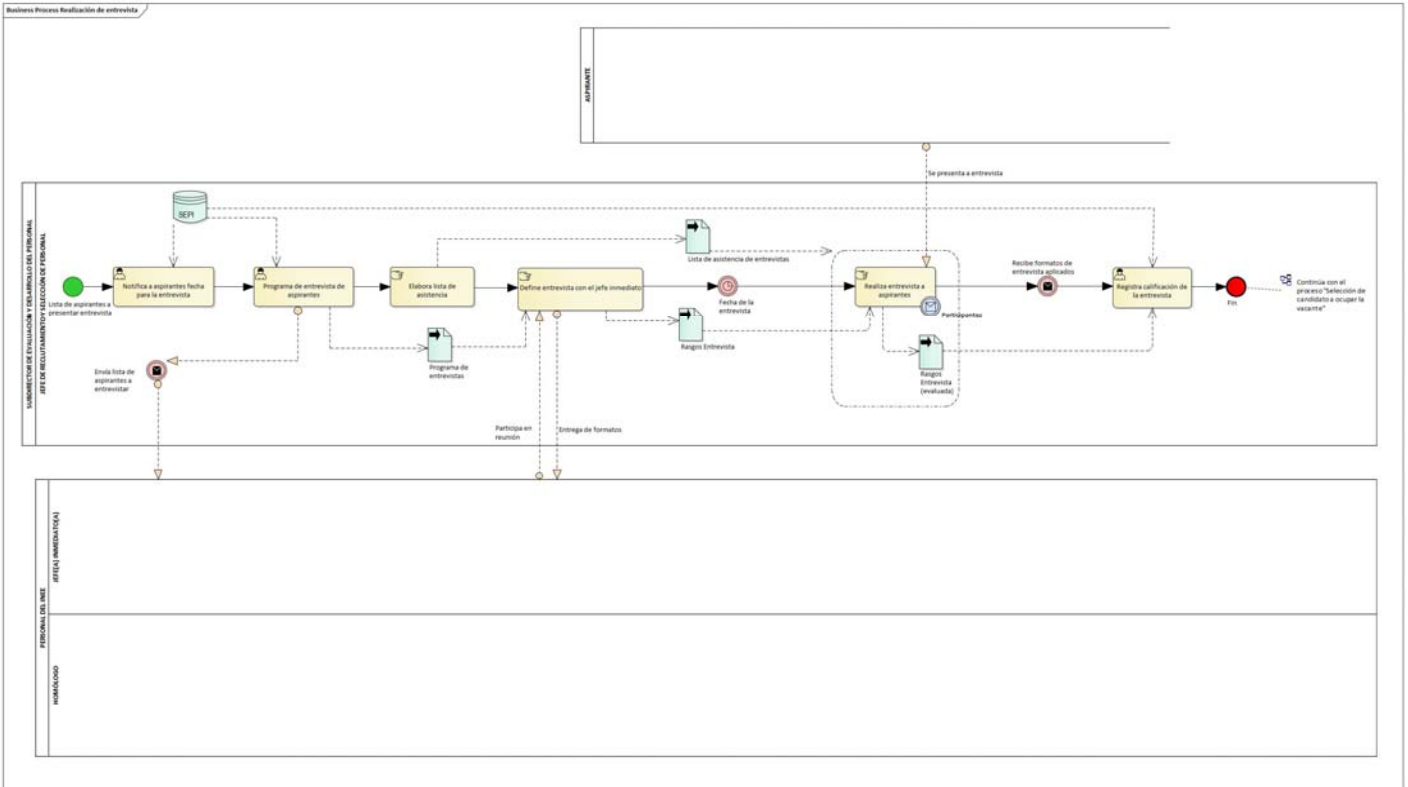 Business Process Realización de entrevista
ASPIRANTE
Se presenta a entrevista
SUBDIRECTOR DE EVALUACIÓN Y DESARROLLO DEL PERSONAL
JEFE DE RECLUTAMIENTO Y SELECCIÓN DE PERSONAL
SEPI
Lista de asistencia de entrevistas
Lista de aspirantes a
presentar entrevista
Notifica a aspirantes fecha
para la entrevista
Programa de entrevista de
aspirantes
Elabora lista de
asistencia
Define entrevista con el jefe inmediato
Fecha de la
entrevista
Realiza entrevista a
aspirantes
Participantes
Recibe formatos de
entrevista aplicados
Registra calificación de
la entrevista
Fin
Continúa con el
proceso "Selección de
candidato a ocupar la
vacante"
Envía lista de
aspirantes a
entrevistar
Programa de
entrevistas
Rasgos Entrevista
Rasgos
Entrevista
(evaluada)
Participa en
reunión
Entrega de formatos
PERSONAL DEL INEE
JEFE(A) INMEDIATO(A)
HOMÓLOGO